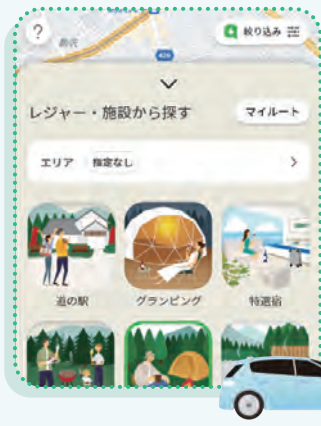 ?
絞り込み
レジャー・施設から探す
マイルート
エリア 指定なし
道の駅
グランピング
特選宿